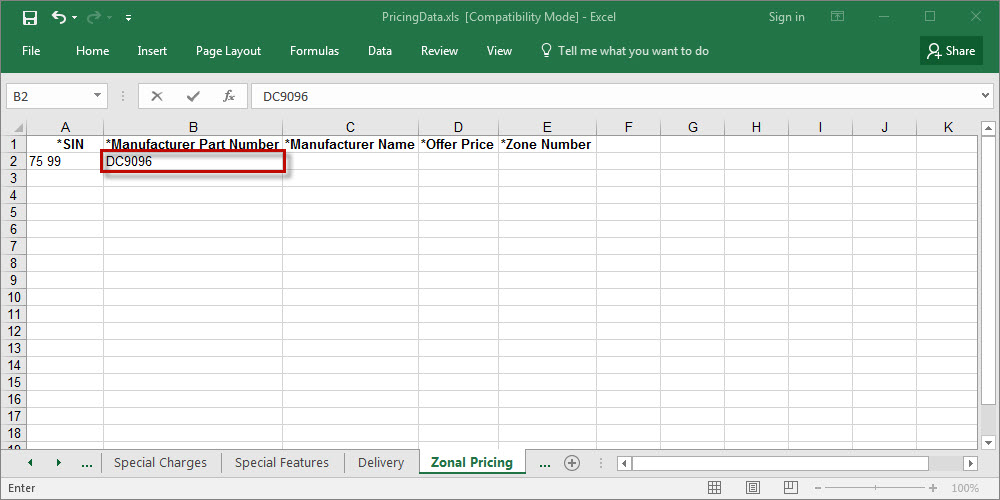 PricingData.xls [Compatibility Mode] - Excel
Sign in
File Home Insert Page Layout Formulas Data Review View Tell me what you want to do Share
B2 fx DC9096
A B C D E F G H I J K
1 *SIN *Manufacturer Part Number *Manufacturer Name *Offer Price *Zone Number
2 75 99 DC9096
3
4
5
6
7
8
9
10
11
12
13
14
15
16
17
18
19
... Special Charges Special Features Delivery Zonal Pricing ...
Enter 100%